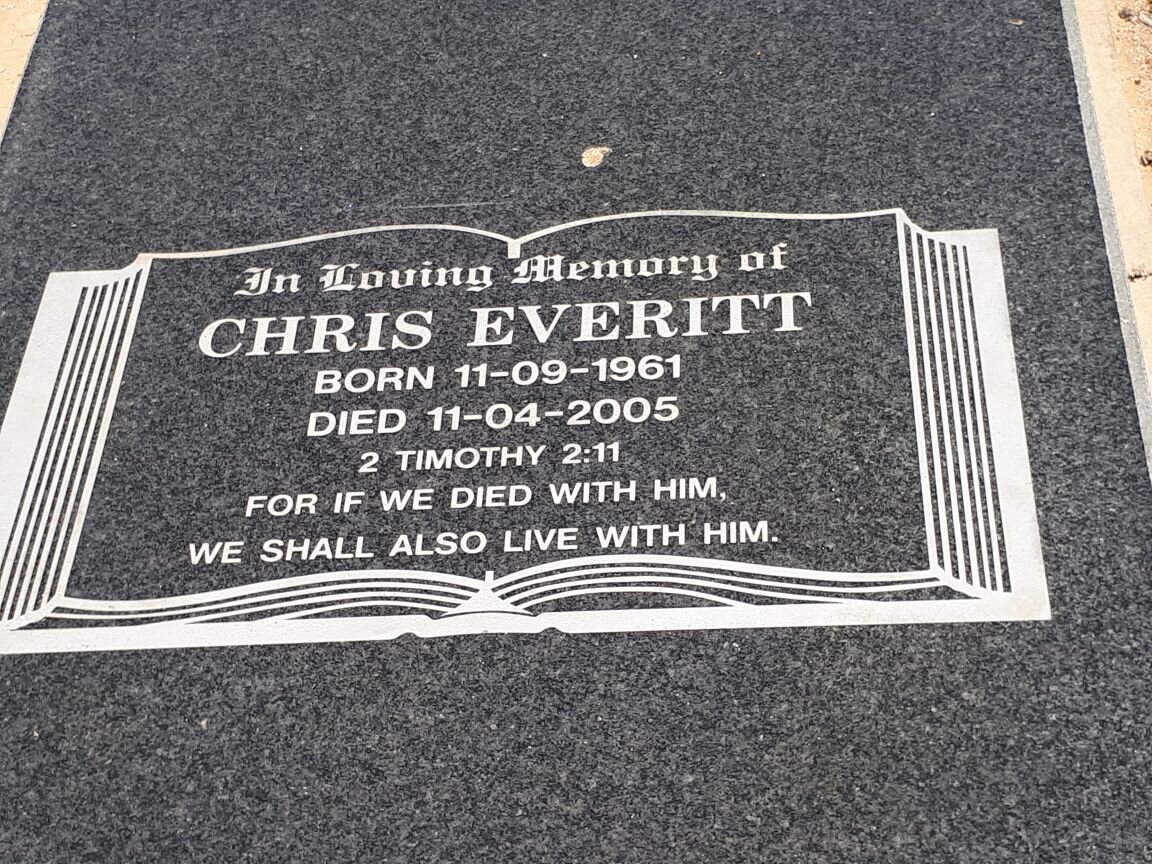 In Loving Memory of
CHRIS EVERITT
BORN 11-09-1961
DIED 11-04-2005
2 TIMOTHY 2:11
FOR IF WE DIED WITH HIM,
WE SHALL ALSO LIVE WITH HIM.